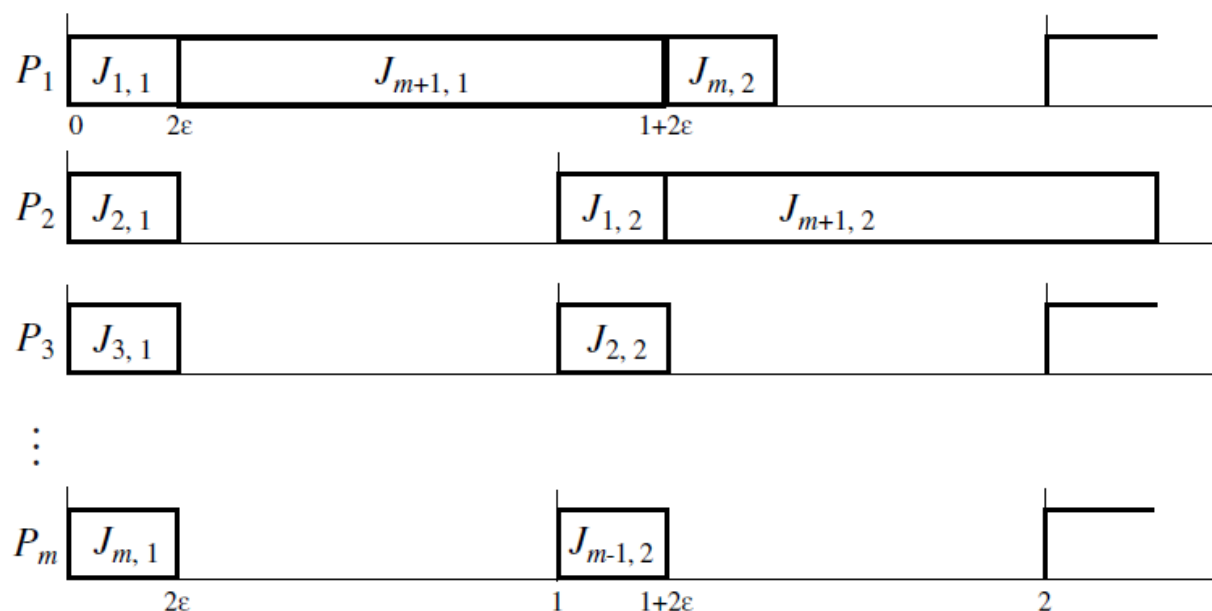 P1 J1, 1 Jm+1, 1 Jm, 2
0 2ε 1+2ε
P2 J2, 1 J1, 2 Jm+1, 2
P3 J3, 1 J2, 2
⋮
Pm Jm, 1 Jm-1, 2
2ε 1 1+2ε 2